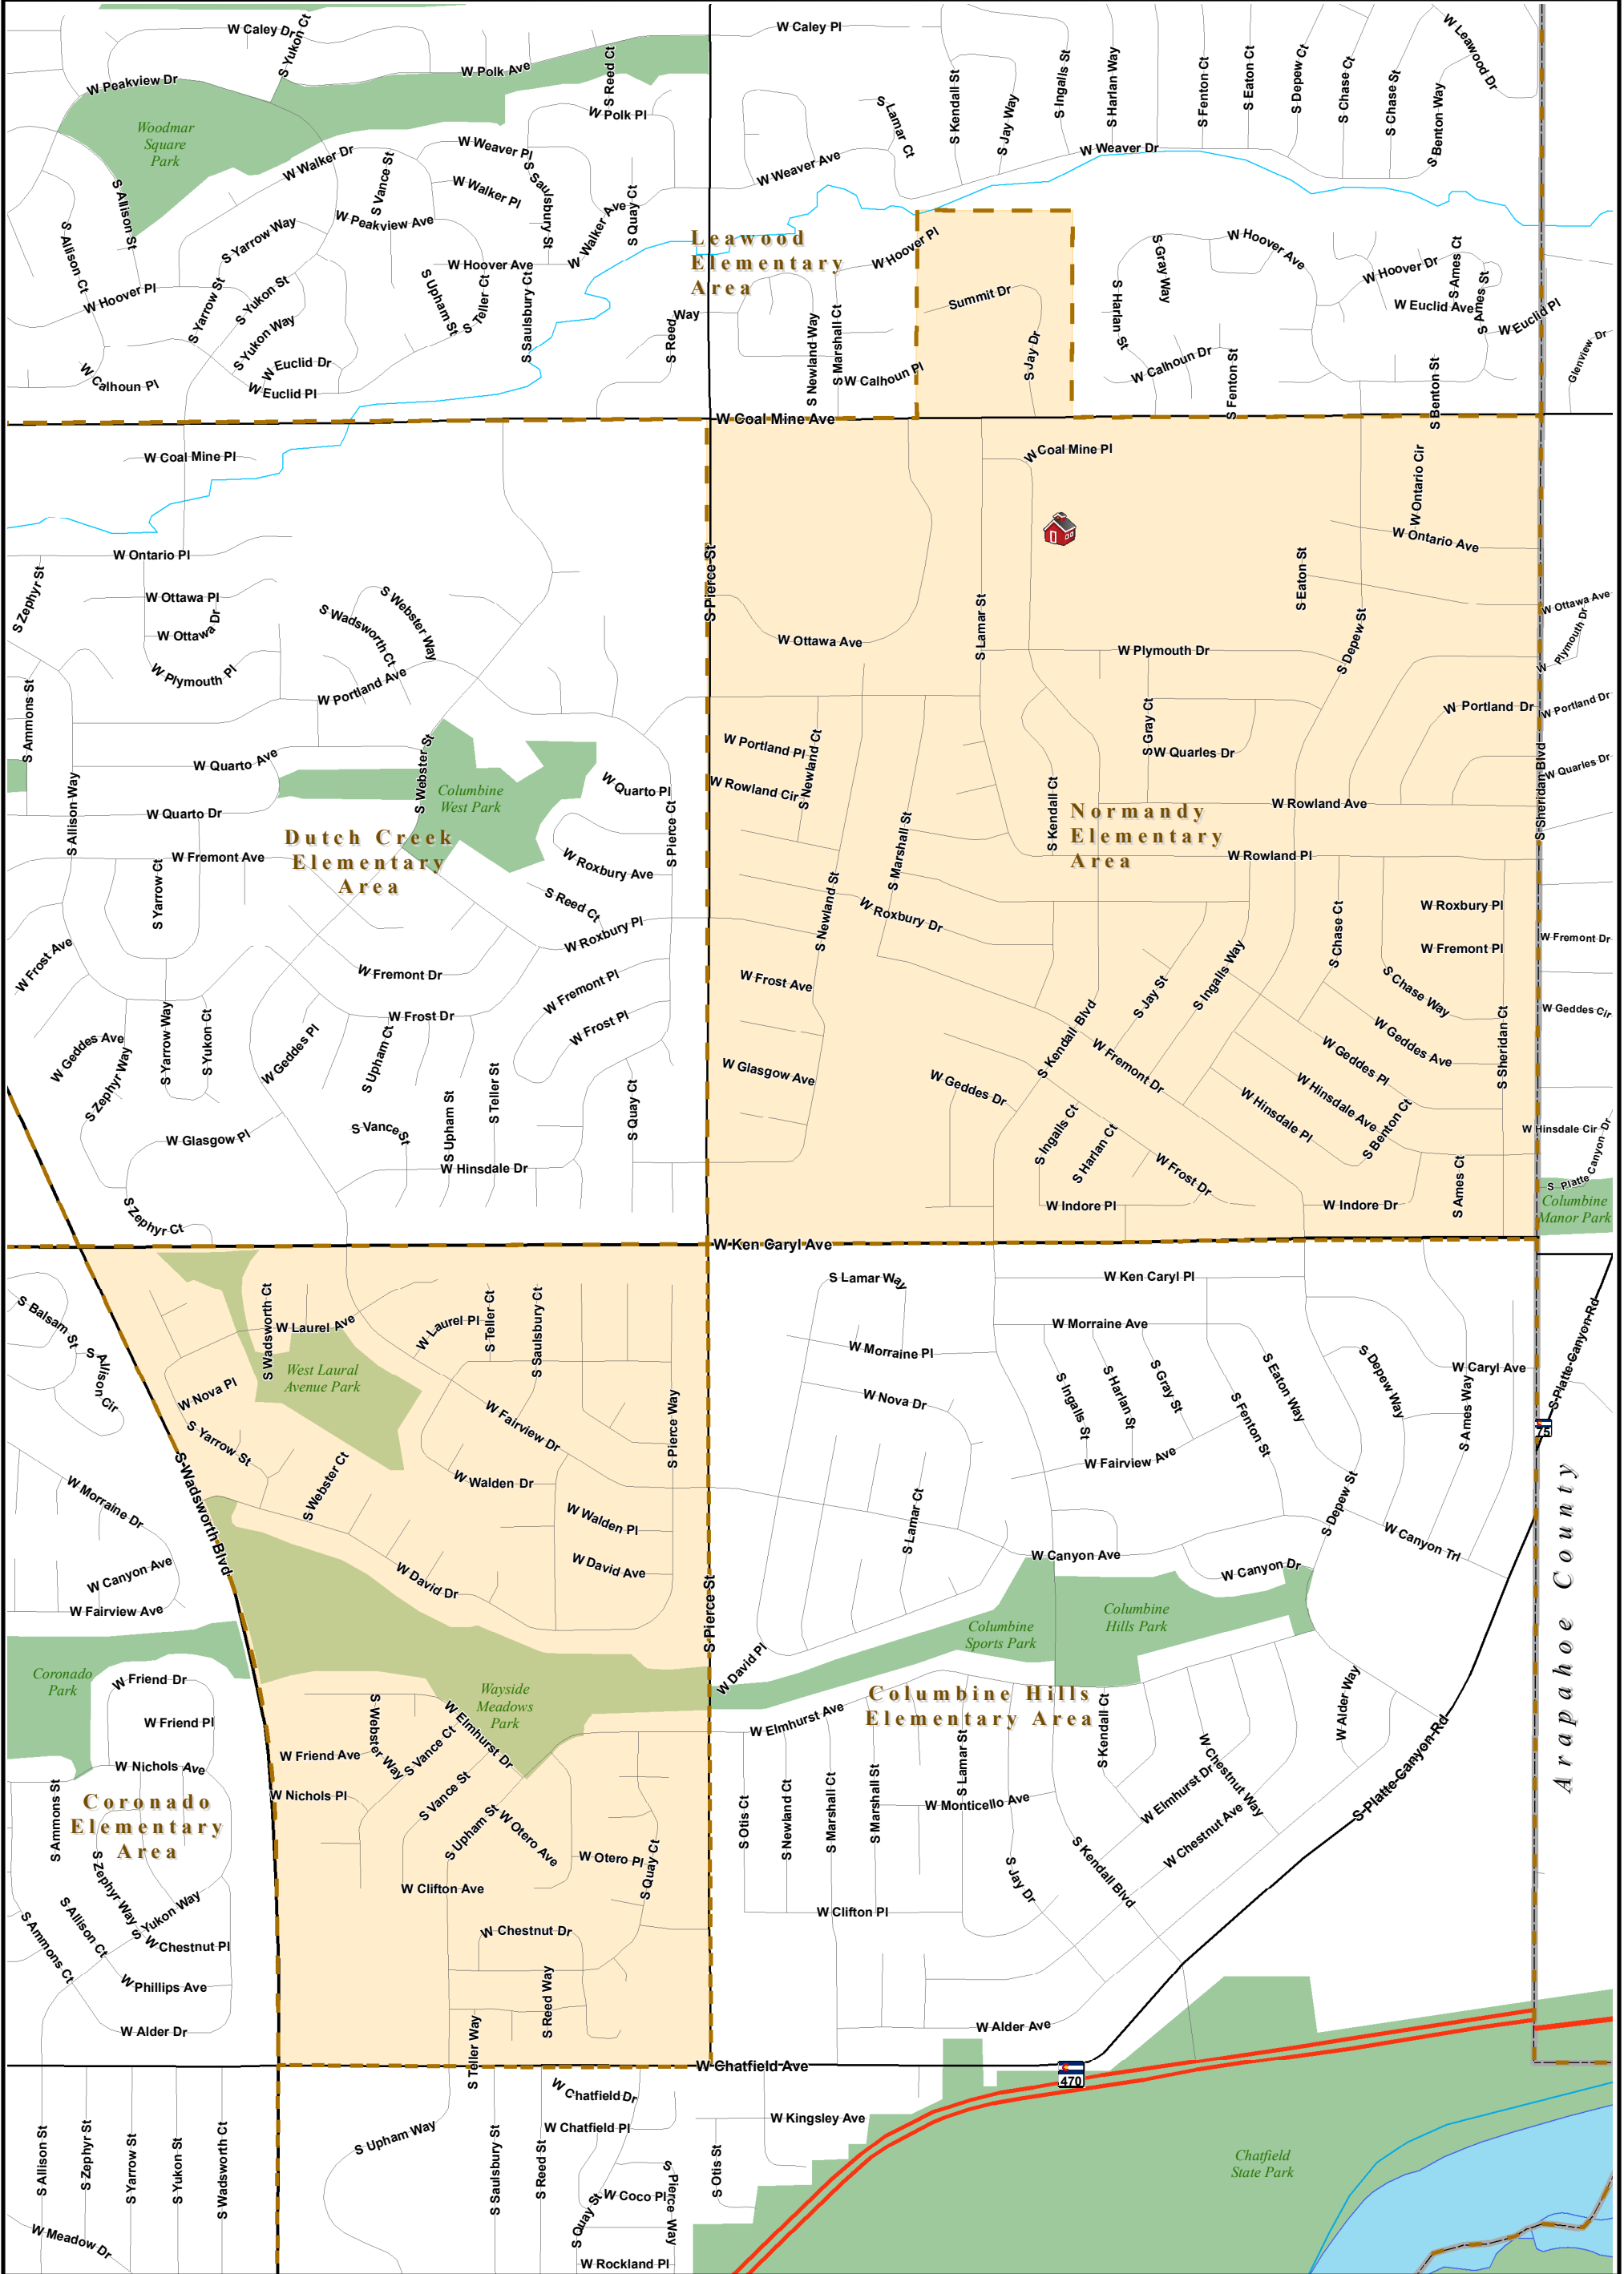 W Caley Dr
S Yukon Ct
W Caley Pl
W Leawood Dr
W Peakview Dr
W Polk Ave
S Reed Ct
W Polk Pl
S Lamar Ct
S Kendall St
S Jay Way
S Ingalls St
S Harlan Way
S Fenton Ct
S Eaton Ct
S Depew Ct
S Chase Ct
S Chase St
S Benton Way
Woodmar
Square
Park
W Walker Dr
S Vance St
W Weaver Pl
S Saulsbury St
W Weaver Ave
W Weaver Dr
S Allison St
W Walker Pl
W Walker Ave
S Quay Ct
S Allison Ct
S Yarrow Way
W Peakview Ave
Leawood
Elementary
Area
W Hoover Pl
S Gray Way
W Hoover Ave
W Hoover Dr
S Ames Ct
S Ames St
W Hoover Pl
S Yarrow St
S Yukon St
S Yukon Way
W Hoover Ave
S Upham St
S Teller Ct
S Saulsbury Ct
S Reed Way
Summit Dr
S Harlan St
W Euclid Ave
W Euclid Pl
Glenview Dr
W Calhoun Pl
W Euclid Dr
W Euclid Pl
S Newland Way
S Marshall Ct
W Calhoun Pl
S Jay Dr
W Calhoun Dr
S Fenton St
S Benton St
W Coal Mine Ave
W Coal Mine Pl
W Coal Mine Pl
W Ontario Cir
W Ontario Ave
W Ontario Pl
S Zephyr St
W Ottawa Pl
W Ottawa Dr
S Wadsworth Ct
S Webster Way
S Pierce St
W Ottawa Ave
S Lamar St
S Eaton St
W Ottawa Ave
W Plymouth Dr
W Plymouth Dr
S Depew St
W Plymouth Pl
W Portland Ave
S Ammons St
W Portland Dr
W Portland Dr
W Quarto Ave
S Webster St
Columbine
West Park
W Quarto Pl
W Portland Pl
S Newland Ct
W Rowland Cir
S Gray Ct
W Quarles Dr
W Quarles Dr
S Sheridan Blvd
S Allison Way
W Quarto Dr
S Pierce Ct
S Marshall St
S Kendall Ct
W Rowland Ave
Normandy
Elementary
Area
Dutch Creek
Elementary
Area
W Fremont Ave
S Yarrow Ct
W Roxbury Ave
W Rowland Pl
S Reed Ct
W Roxbury Pl
S Newland St
W Roxbury Dr
S Chase Ct
W Roxbury Pl
W Fremont Pl
W Fremont Dr
W Frost Ave
W Fremont Dr
W Fremont Pl
W Frost Ave
S Jay St
S Ingalls Way
S Chase Way
W Geddes Cir
W Geddes Ave
S Zephyr Way
S Yarrow Way
S Yukon Ct
W Geddes Pl
W Frost Dr
S Upham Ct
W Frost Pl
S Kendall Blvd
W Fremont Dr
W Geddes Ave
W Geddes Pl
S Sheridan Ct
S Teller St
S Upham St
S Quay Ct
W Glasgow Ave
W Geddes Dr
W Hinsdale Ave
W Hinsdale Pl
S Benton Ct
W Glasgow Pl
S Vance St
W Hinsdale Dr
S Ingalls Ct
S Harlan Ct
W Frost Dr
W Hinsdale Cir
S Platte Canyon Dr
S Zephyr Ct
W Indore Pl
W Indore Dr
S Ames Ct
Columbine
Manor Park
W Ken Caryl Ave
S Balsam St
S Allison Cir
S Wadsworth Ct
W Laurel Ave
W Laurel Pl
S Teller Ct
S Saulsbury Ct
S Lamar Way
W Ken Caryl Pl
W Morraine Pl
W Morraine Ave
S Platte Canyon Rd
West Laural
Avenue Park
W Nova Pl
W Nova Dr
S Ingalls St
S Harlan St
S Gray St
S Eaton Way
S Depew Way
W Caryl Ave
S Ames Way
S Fenton St
75
S Yarrow St
W Fairview Dr
S Pierce Way
W Fairview Ave
S Wadsworth Blvd
S Webster Ct
W Walden Dr
W Walden Pl
S Lamar Ct
S Depew St
W Canyon Trl
W Morraine Dr
W Canyon Ave
W Fairview Ave
W David Dr
W David Ave
S Pierce St
W Canyon Ave
W Canyon Dr
Arapahoe County
Columbine
Sports Park
Columbine
Hills Park
Coronado
Park
W Friend Dr
W Friend Pl
Wayside
Meadows
Park
W David Pl
Columbine Hills
Elementary Area
W Elmhurst Ave
W Alder Way
S Webster Way
W Elmhurst Dr
S Vance Ct
W Friend Ave
W Nichols Ave
W Nichols Pl
S Vance St
S Kendall Ct
W Chestnut Way
W Elmhurst Dr
W Chestnut Ave
S Platte Canyon Rd
S Ammons St
Coronado
Elementary
Area
S Upham St
W Otero Ave
W Otero Pl
S Quay Ct
S Otis Ct
S Newland Ct
S Marshall Ct
S Marshall St
S Lamar St
W Monticello Ave
S Jay Dr
S Kendall Blvd
W Clifton Ave
W Clifton Pl
S Zephyr Way
S Yukon Way
S Allison Ct
S Ammons Ct
W Chestnut Pl
W Phillips Ave
W Chestnut Dr
S Reed Way
W Alder Dr
S Teller Way
W Alder Ave
W Chatfield Ave
470
W Chatfield Dr
W Chatfield Pl
W Kingsley Ave
S Upham Way
S Allison St
S Zephyr St
S Yarrow St
S Yukon St
S Wadsworth Ct
S Saulsbury St
S Reed St
S Quay St
W Coco Pl
S Pierce Way
S Otis St
Chatfield
State Park
W Meadow Dr
W Rockland Pl